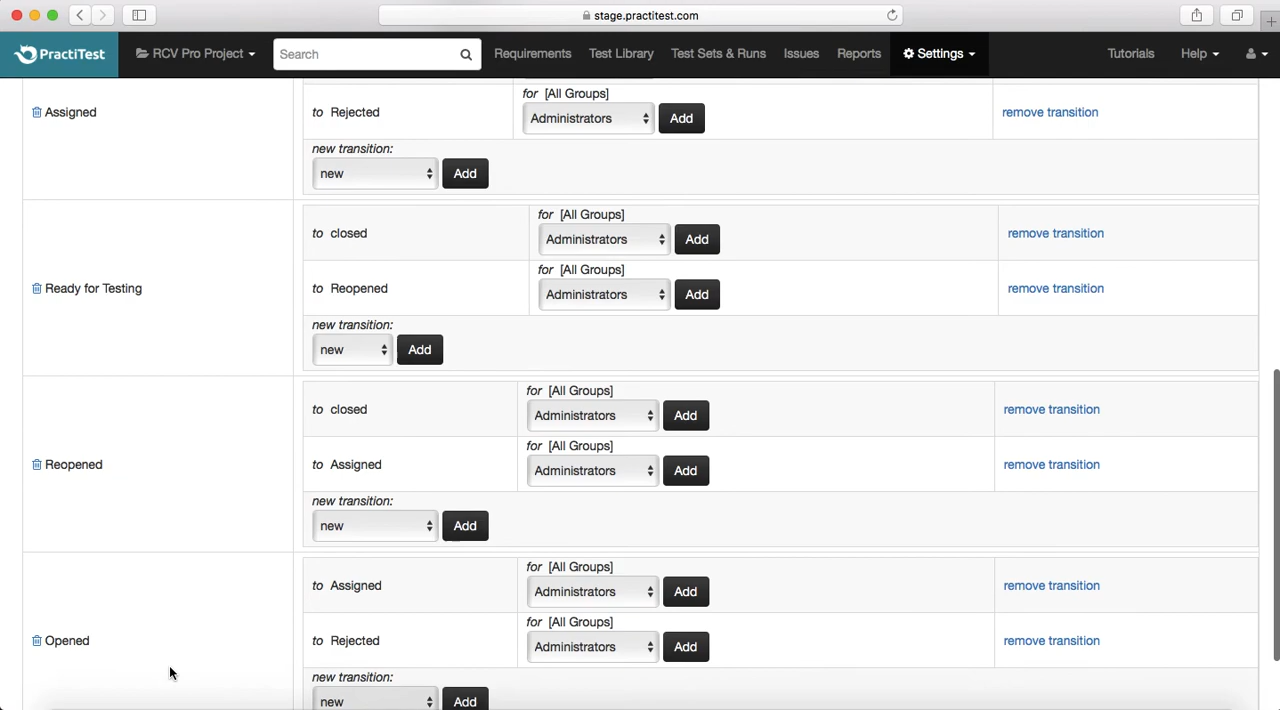 stage.practitest.com
PractiTest RCV Pro Project Search Requirements Test Library Test Sets & Runs Issues Reports Settings Tutorials Help
for [All Groups]
Assigned to Rejected Administrators Add remove transition
new transition:
new Add
for [All Groups]
to closed Administrators Add remove transition
for [All Groups]
Ready for Testing to Reopened Administrators Add remove transition
new transition:
new Add
for [All Groups]
to closed Administrators Add remove transition
for [All Groups]
Reopened to Assigned Administrators Add remove transition
new transition:
new Add
for [All Groups]
to Assigned Administrators Add remove transition
for [All Groups]
Opened to Rejected Administrators Add remove transition
new transition:
new Add